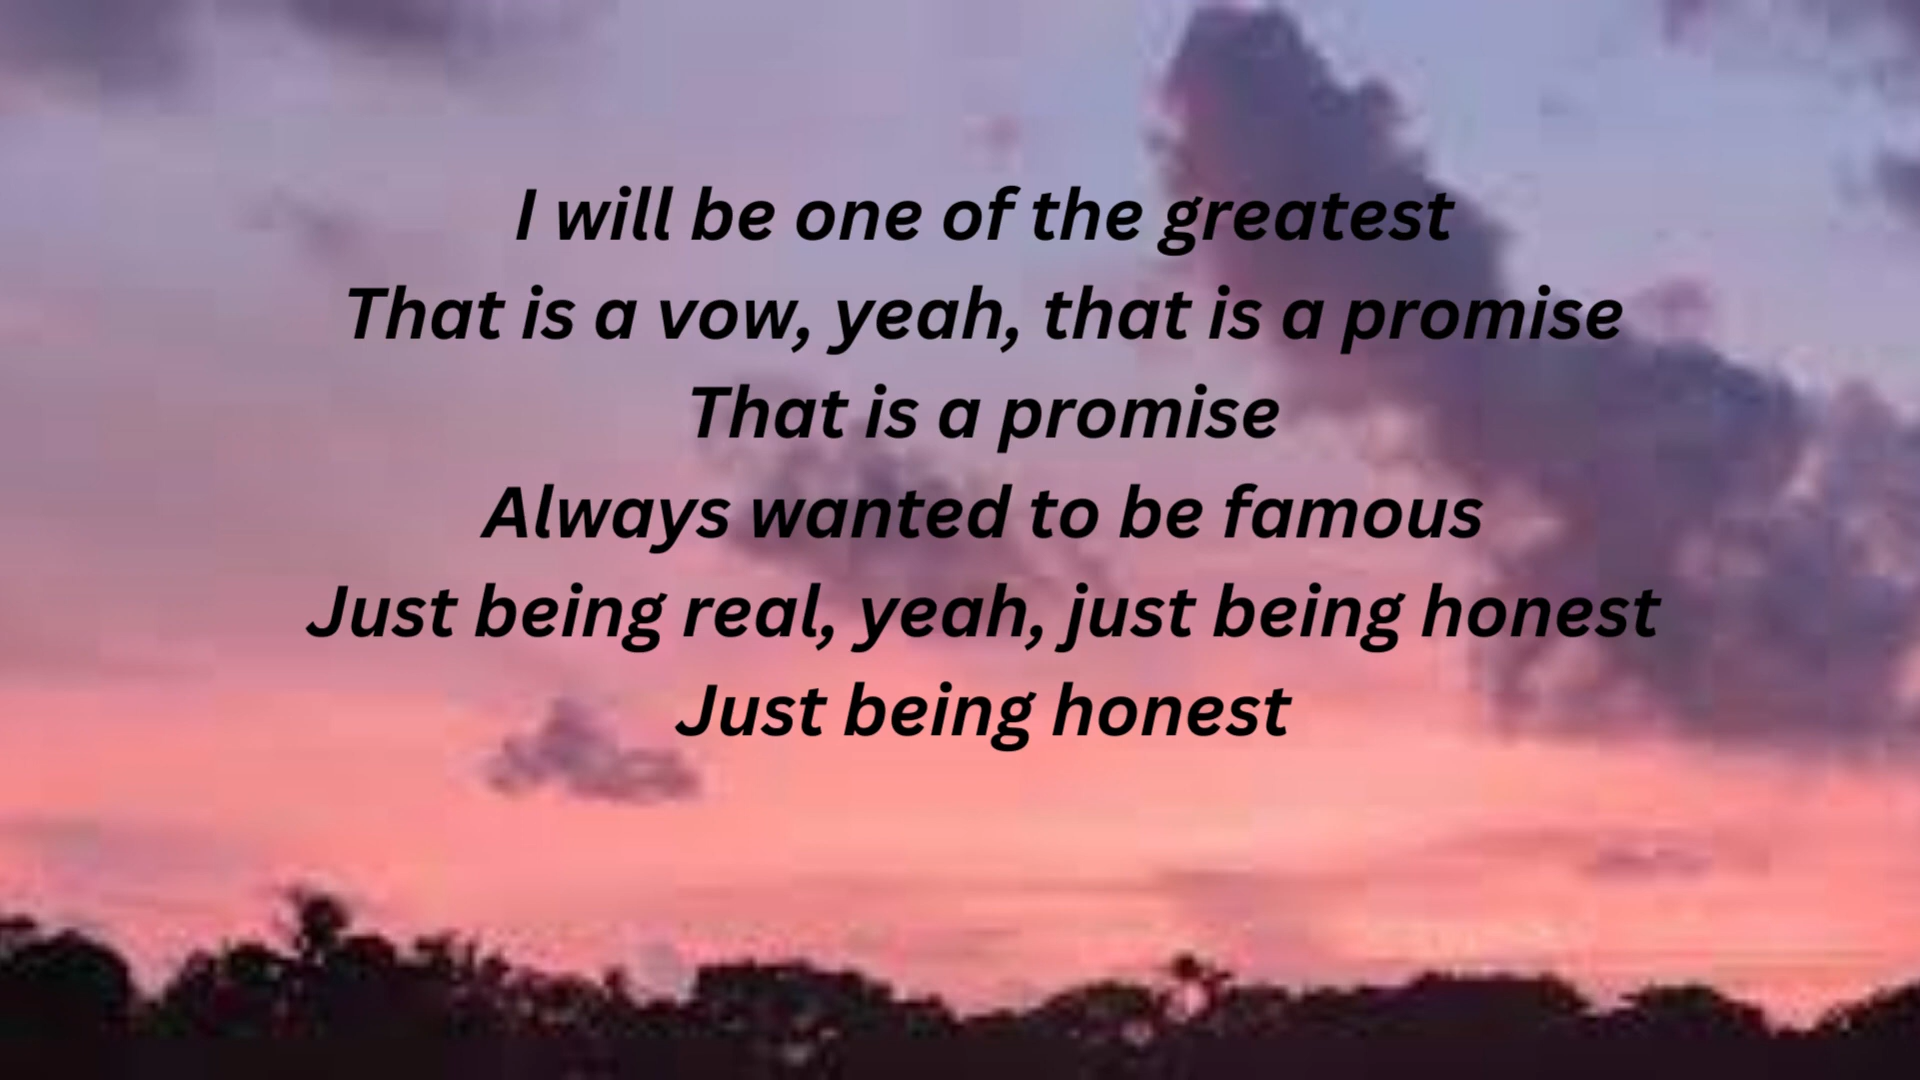 I will be one of the greatest
That is a vow, yeah, that is a promise
That is a promise
Always wanted to be famous
Just being real, yeah, just being honest
Just being honest